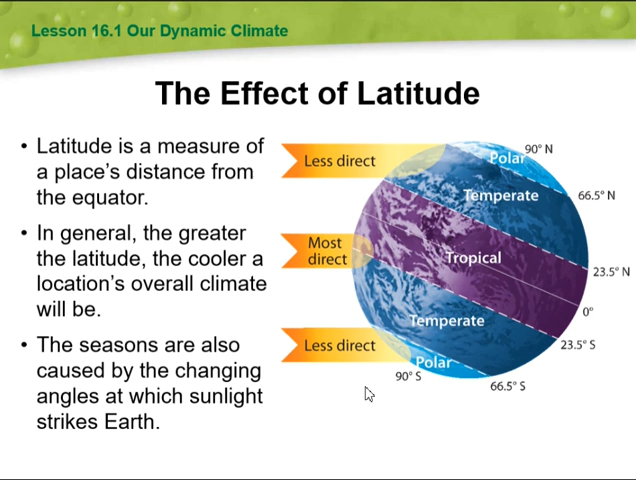 Lesson 16.1 Our Dynamic Climate
The Effect of Latitude
• Latitude is a measure of
a place's distance from
the equator.
• In general, the greater
the latitude, the cooler a
location's overall climate
will be.
• The seasons are also
caused by the changing
angles at which sunlight
strikes Earth.
Less direct
Most
direct
Less direct
90° N
Polar
66.5° N
Temperate
Tropical
23.5° N
0°
Temperate
23.5° S
Polar
90° S
66.5° S